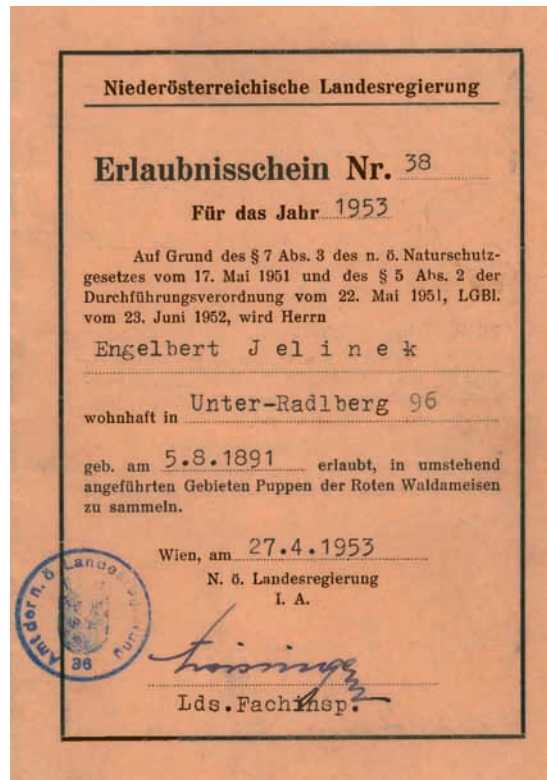 Niederösterreichische Landesregierung
Erlaubnisschein Nr. 38
Für das Jahr 1953
Auf Grund des § 7 Abs. 3 des n. ö. Naturschutz-
gesetzes vom 17. Mai 1951 und des § 5 Abs. 2 der
Durchführungsverordnung vom 22. Mai 1951, LGBl.
vom 23. Juni 1952, wird Herrn
Engelbert Jelinek
wohnhaft in Unter-Radlberg 96
geb. am 5.8.1891 erlaubt, in umstehend
angeführten Gebieten Puppen der Roten Waldameisen
zu sammeln.
Wien, am 27.4.1953
N. ö. Landesregierung
I. A.
Amt der n. ö. Landesregierung
36
Lds.Fachinsp.